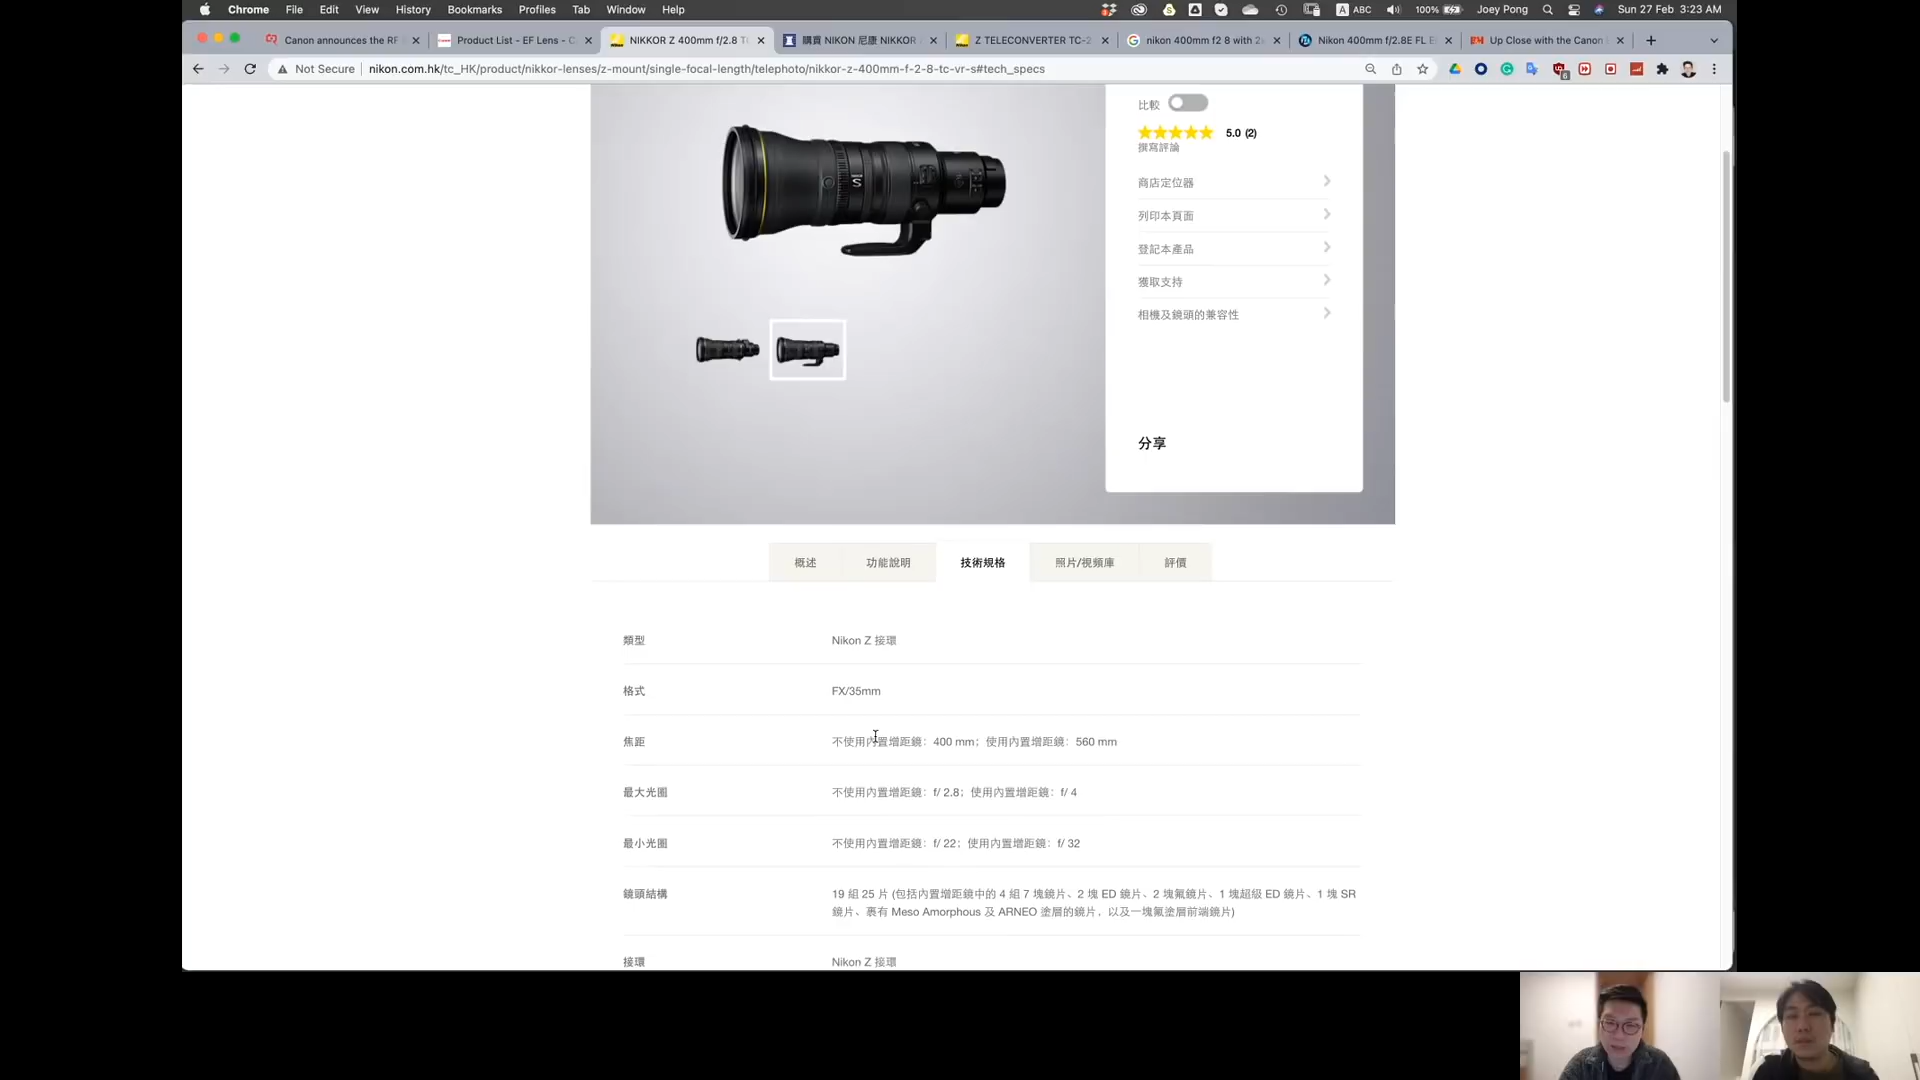 Chrome File Edit View History Bookmarks Profiles Tab Window Help
ABC 100% Joey Pong Sun 27 Feb 3:23 AM
Canon announces the RF
Product List - EF Lens - C
NIKKOR Z 400mm f/2.8 T
購買 NIKON 尼康 NIKKOR
Z TELECONVERTER TC-2
nikon 400mm f2 8 with 2
Nikon 400mm f/2.8E FL E
Up Close with the Canon
Not Secure nikon.com.hk/tc_HK/product/nikkor-lenses/z-mount/single-focal-length/telephoto/nikkor-z-400mm-f-2-8-tc-vr-s#tech_specs
比較
5.0 (2)
撰寫評論
商店定位器
列印本頁面
登記本產品
獲取支持
相機及鏡頭的兼容性
S
分享
概述 功能說明 技術規格 照片/視頻庫 評價
類型 Nikon Z 接環
格式 FX/35mm
焦距 不使用內置增距鏡：400 mm；使用內置增距鏡：560 mm
最大光圈 不使用內置增距鏡：f/ 2.8；使用內置增距鏡：f/ 4
最小光圈 不使用內置增距鏡：f/ 22；使用內置增距鏡：f/ 32
鏡頭結構 19 組 25 片 (包括內置增距鏡中的 4 組 7 塊鏡片、2 塊 ED 鏡片、2 塊氟鏡片、1 塊超級 ED 鏡片、1 塊 SR
鏡片、裹有 Meso Amorphous 及 ARNEO 塗層的鏡片，以及一塊氟塗層前端鏡片)
接環 Nikon Z 接環